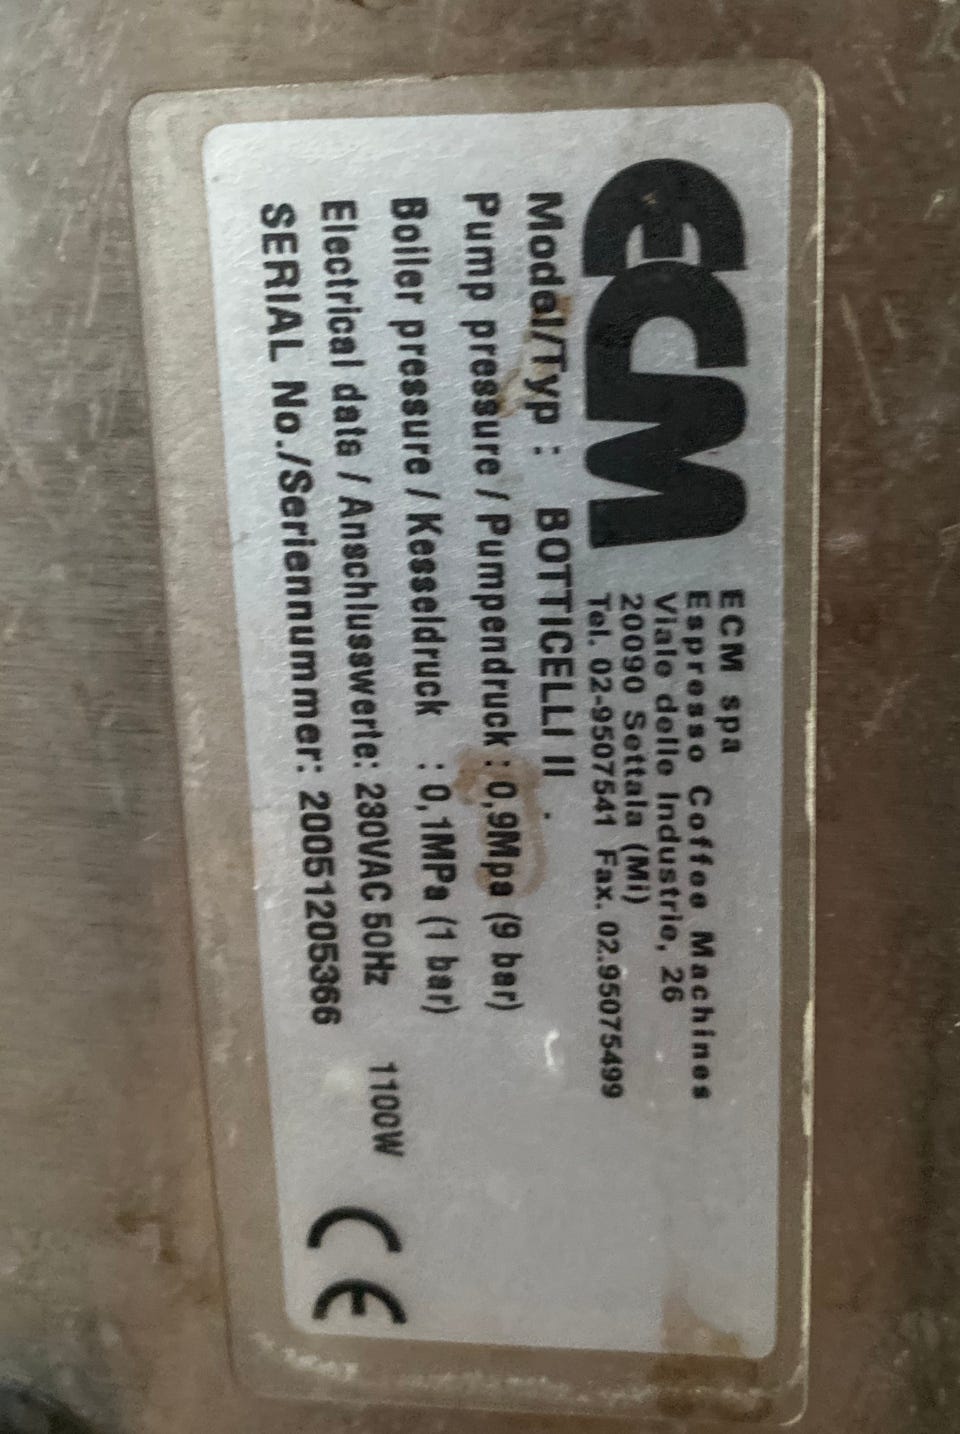 ECM
ECM spa
Espresso Coffee Machines
Viale delle Industrie, 26
20090 Settala (Mi)
Tel. 02-9507541 Fax. 02.95075499
Model/Typ : BOTTICELLI II
Pump pressure / Pumpendruck : 0,9Mpa (9 bar)
Boiler pressure / Kesseldruck : 0,1MPa (1 bar)
Electrical data / Anschlusswerte: 230VAC 50Hz 1100W
SERIAL No./Seriennummer: 20051205366
CE